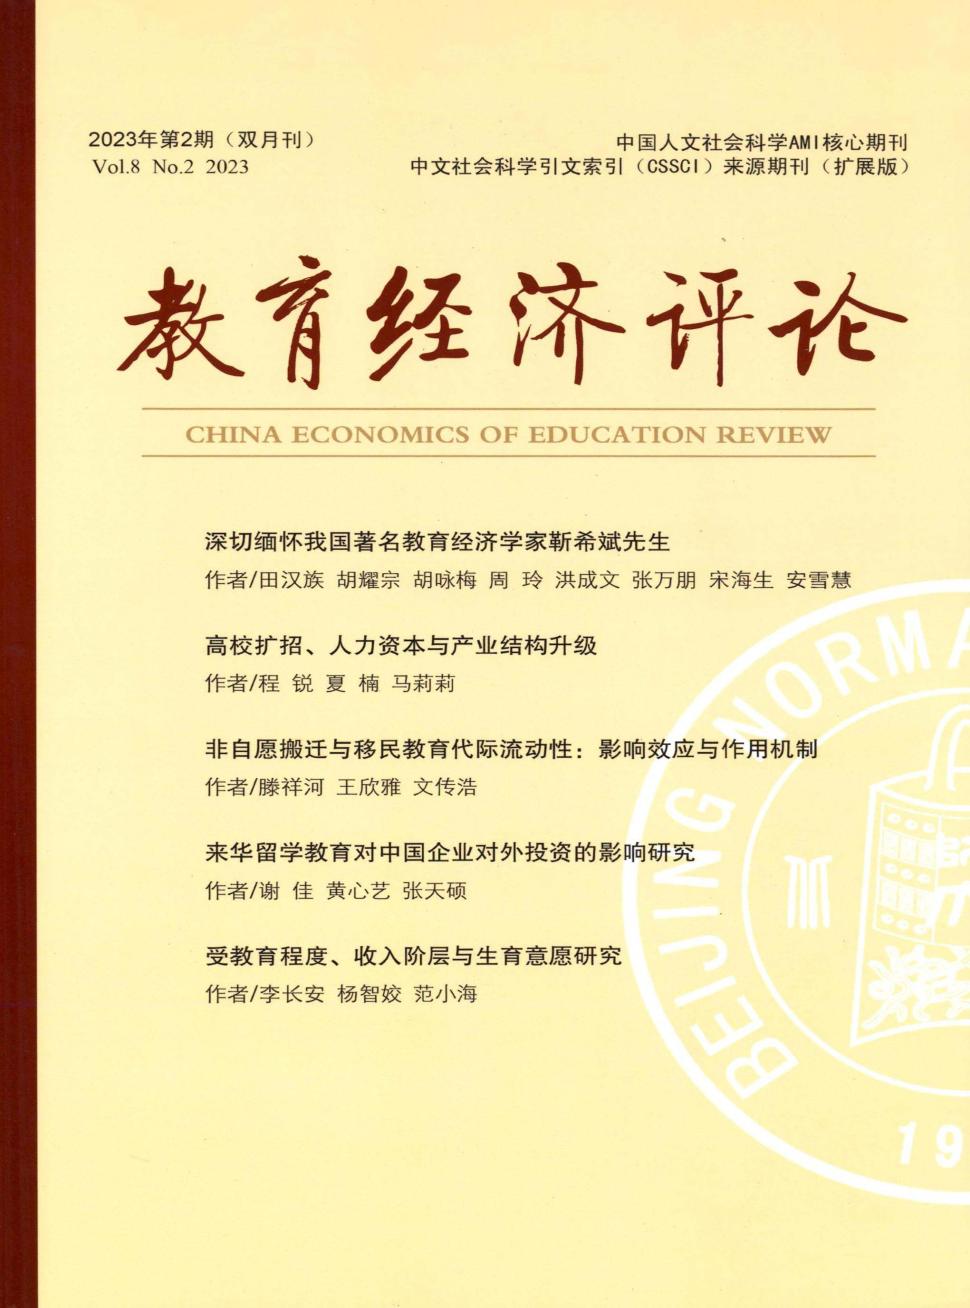 2023年第2期（双月刊）
Vol.8 No.2 2023
中国人文社会科学AMI核心期刊
中文社会科学引文索引（CSSCI）来源期刊（扩展版）
教育经济评论
CHINA ECONOMICS OF EDUCATION REVIEW
深切缅怀我国著名教育经济学家靳希斌先生
作者/田汉族 胡耀宗 胡咏梅 周 玲 洪成文 张万朋 宋海生 安雪慧
高校扩招、人力资本与产业结构升级
作者/程 锐 夏 楠 马莉莉
非自愿搬迁与移民教育代际流动性：影响效应与作用机制
作者/滕祥河 王欣雅 文传浩
来华留学教育对中国企业对外投资的影响研究
作者/谢 佳 黄心艺 张天硕
受教育程度、收入阶层与生育意愿研究
作者/李长安 杨智姣 范小海
BEIJING NORMA
19